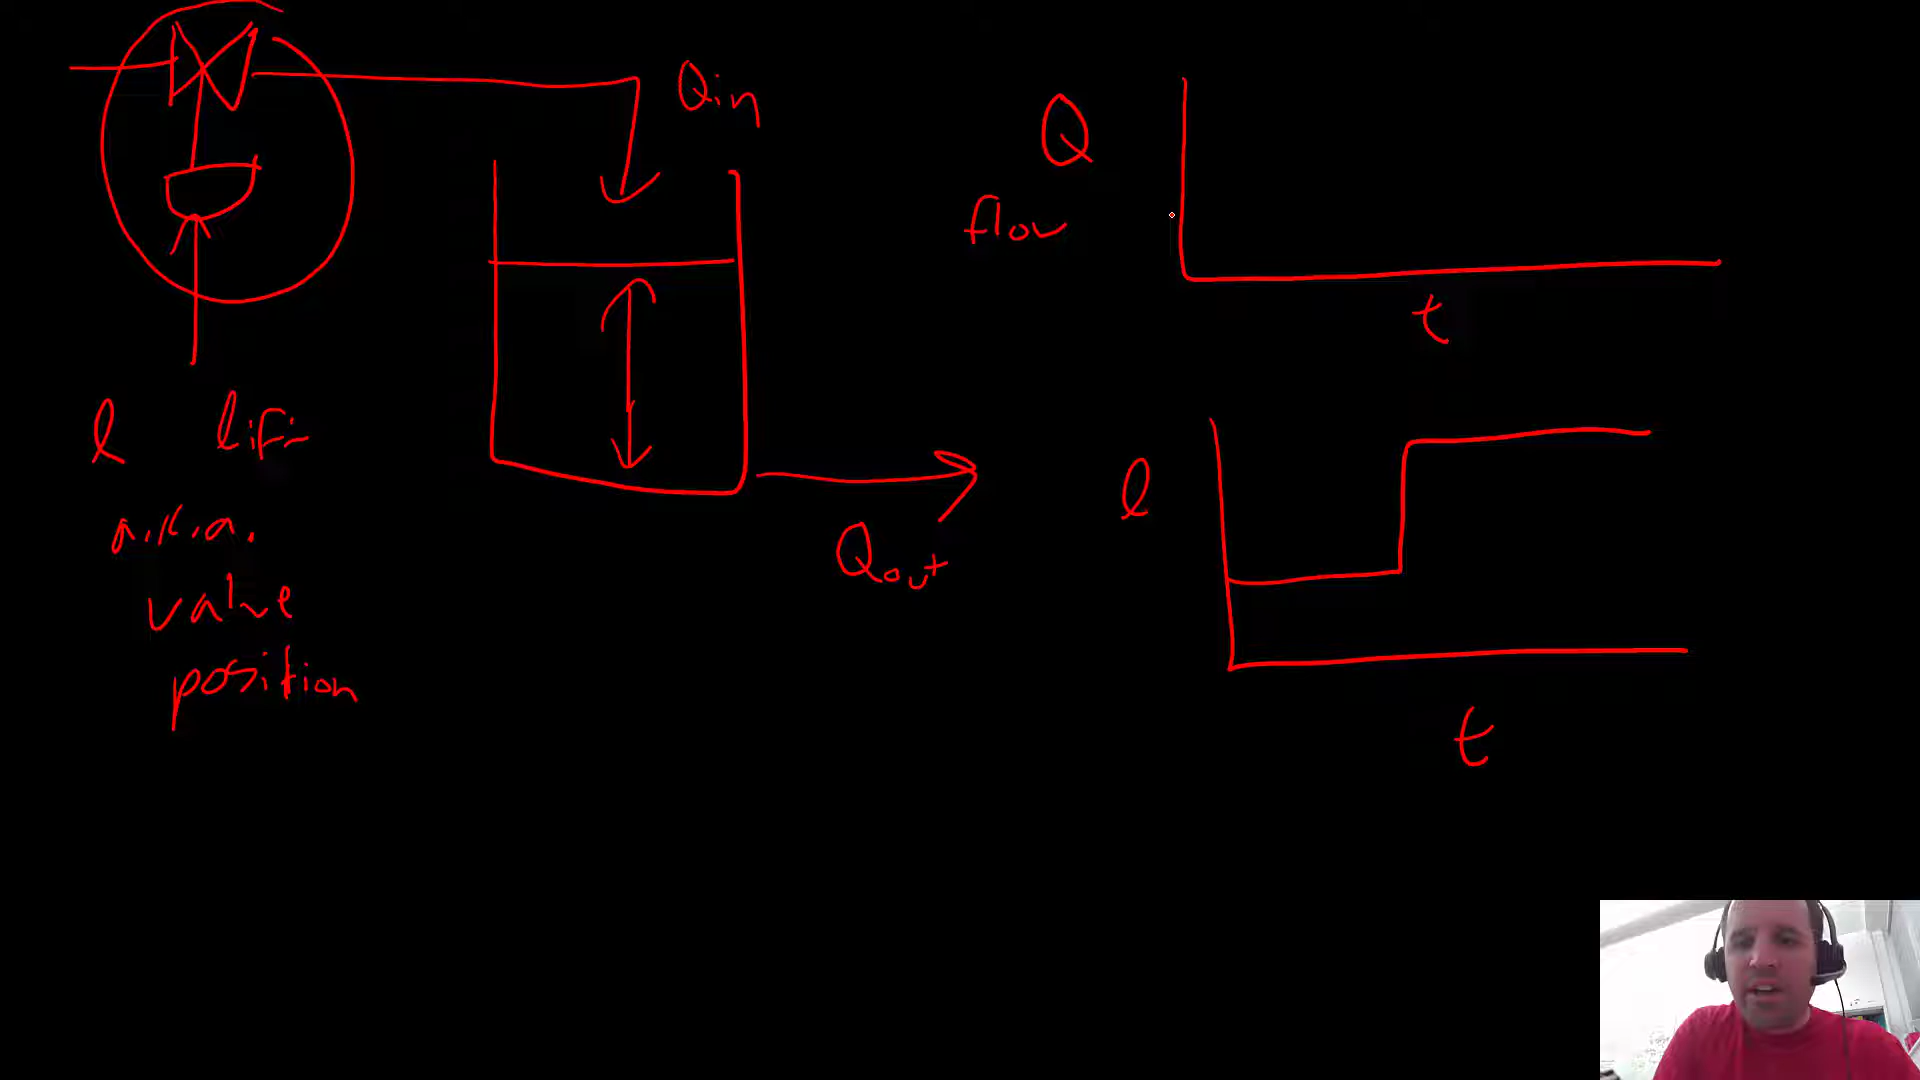 Qin
Q
flow
t
l lift
a.k.a.
valve
position
Qout
l
t